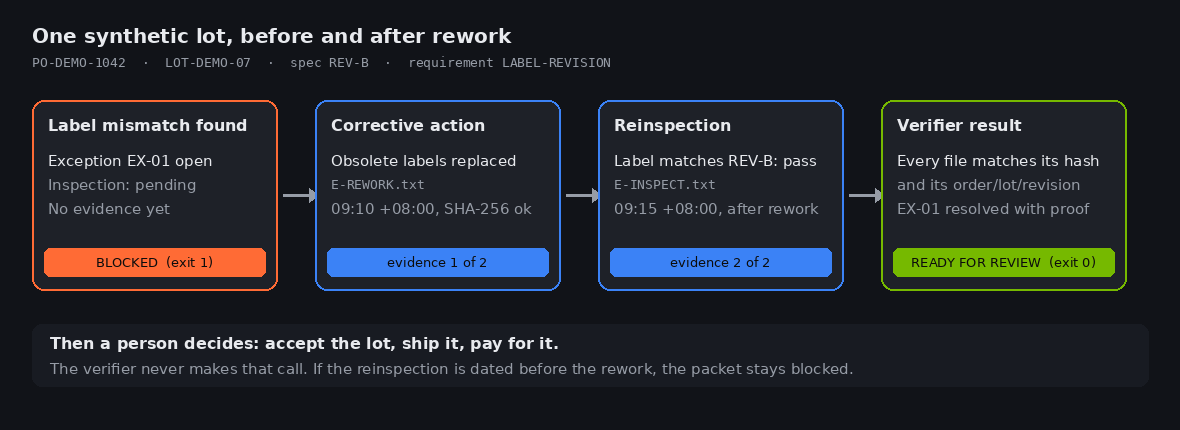 One synthetic lot, before and after rework
PO-DEMO-1042 · LOT-DEMO-07 · spec REV-B · requirement LABEL-REVISION
Label mismatch found
Exception EX-01 open
Inspection: pending
No evidence yet
BLOCKED (exit 1)
Corrective action
Obsolete labels replaced
E-REWORK.txt
09:10 +08:00, SHA-256 ok
evidence 1 of 2
Reinspection
Label matches REV-B: pass
E-INSPECT.txt
09:15 +08:00, after rework
evidence 2 of 2
Verifier result
Every file matches its hash
and its order/lot/revision
EX-01 resolved with proof
READY FOR REVIEW (exit 0)
Then a person decides: accept the lot, ship it, pay for it.
The verifier never makes that call. If the reinspection is dated before the rework, the packet stays blocked.